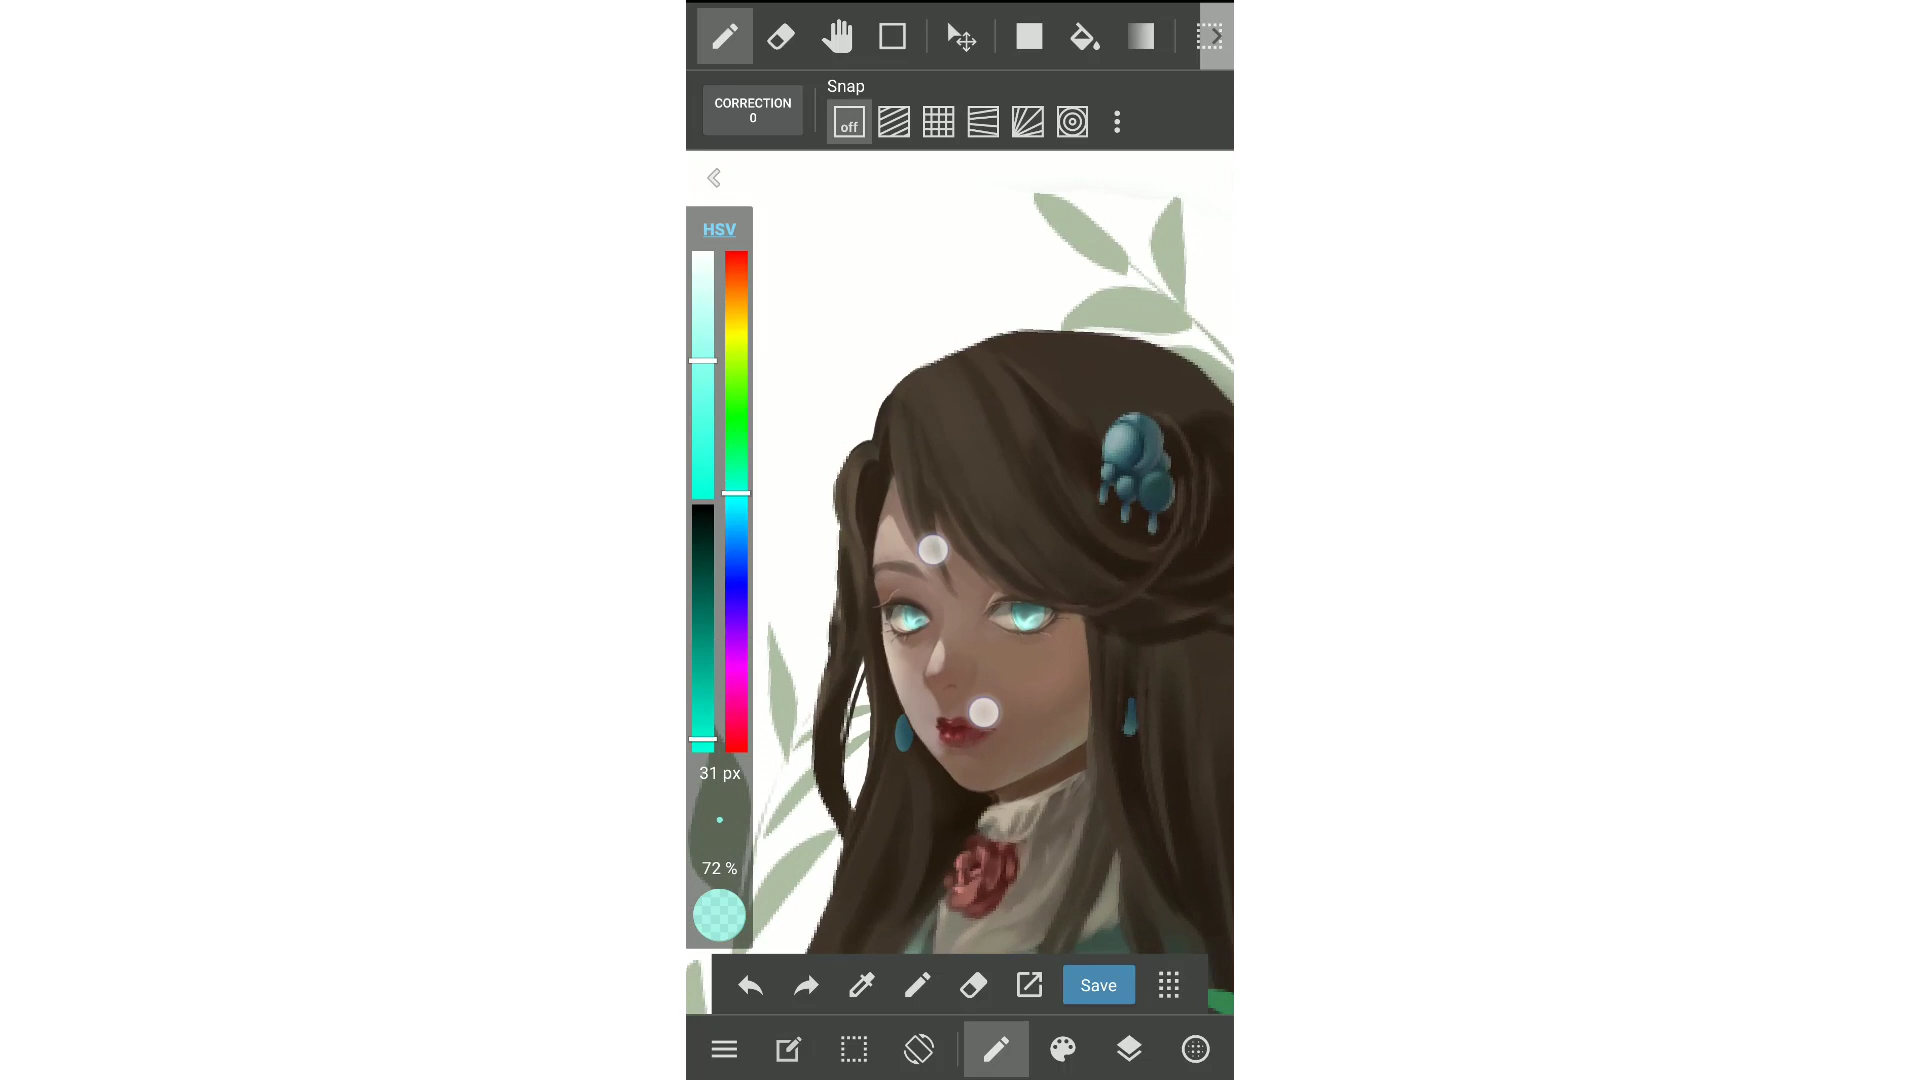 Snap
CORRECTION
0
off
HSV
31 px
72 %
Save